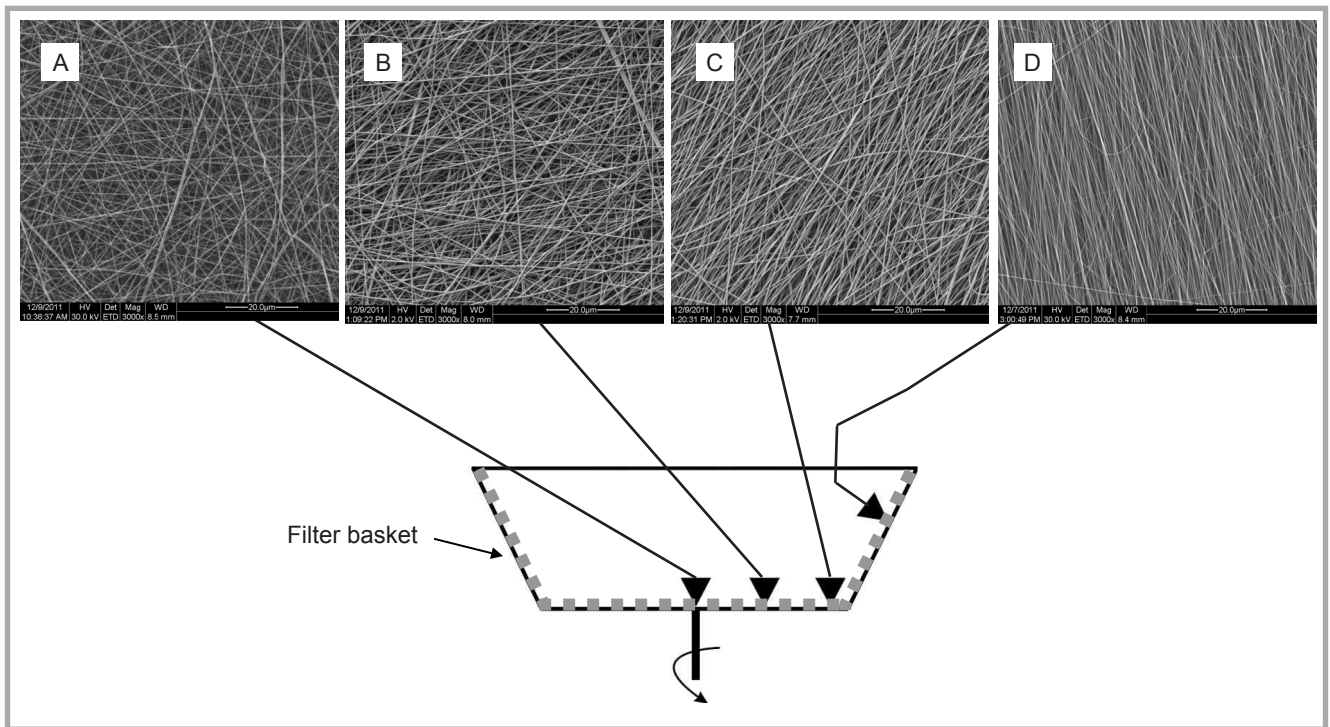 A
B
C
D
12/9/2011 HV Det Mag WD 20.0µm
10:36:37 AM 30.0 kV ETD 3000x 8.5 mm
12/9/2011 HV Det Mag WD 20.0µm
1:09:22 PM 2.0 kV ETD 3000x 8.0 mm
12/9/2011 HV Det Mag WD 20.0µm
1:20:31 PM 2.0 kV ETD 3000x 7.7 mm
12/7/2011 HV Det Mag WD 20.0µm
3:00:49 PM 30.0 kV ETD 3000x 8.4 mm
Filter basket